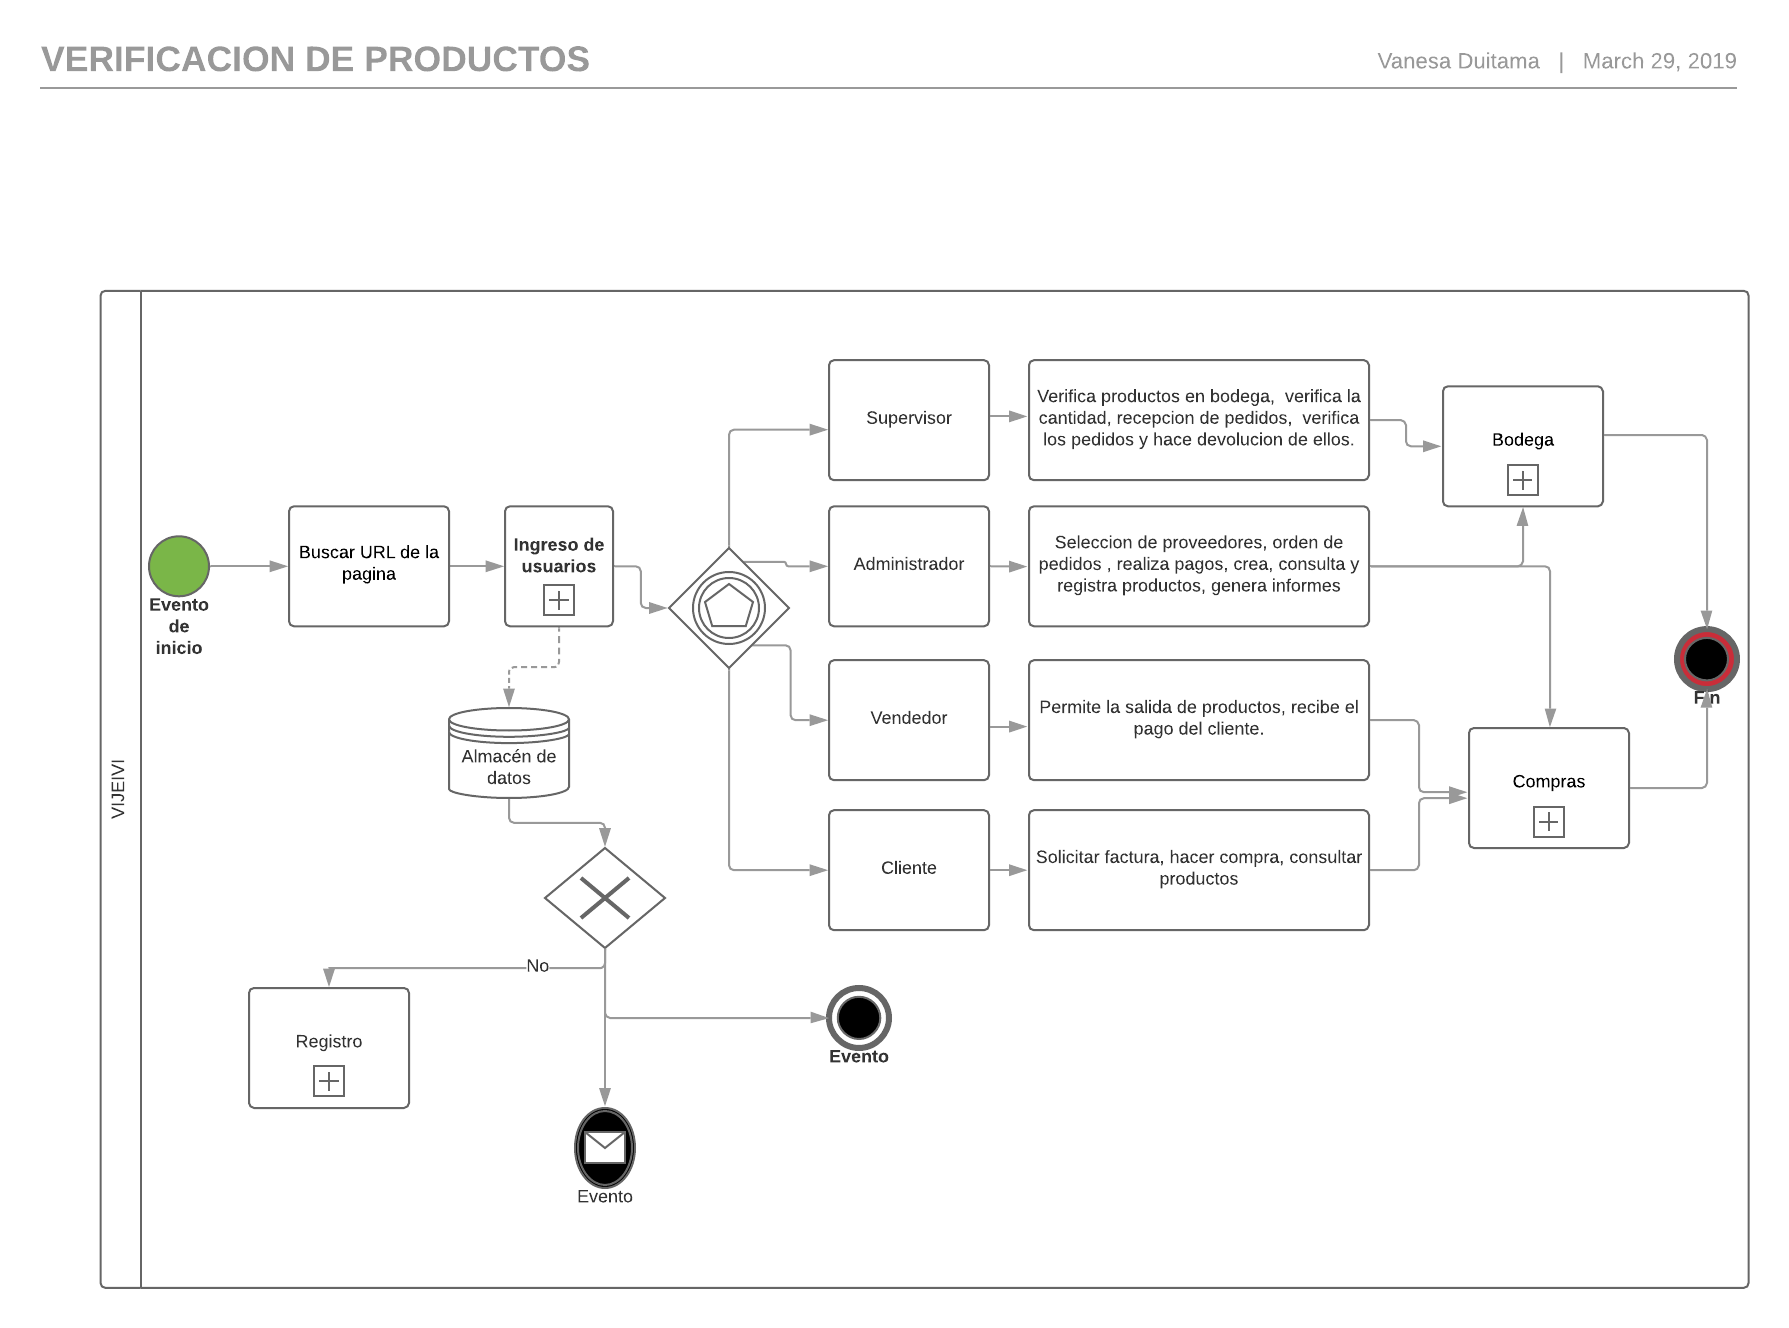 VERIFICACION DE PRODUCTOS
Vanesa Duitama | March 29, 2019
VIJEIVI
Evento
de
inicio
Buscar URL de la
pagina
Ingreso de
usuarios
Almacén de
datos
No
Registro
Evento
Evento
Supervisor
Verifica productos en bodega,  verifica la
cantidad, recepcion de pedidos,  verifica
los pedidos y hace devolucion de ellos.
Bodega
Administrador
Seleccion de proveedores, orden de
pedidos , realiza pagos, crea, consulta y
registra productos, genera informes
Vendedor
Permite la salida de productos, recibe el
pago del cliente.
Cliente
Solicitar factura, hacer compra, consultar
productos
Compras
Fin